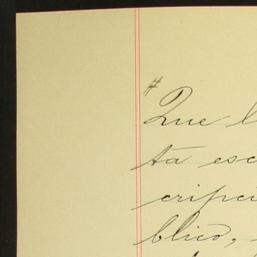 #
Que l
ta esc
cripci
blico,